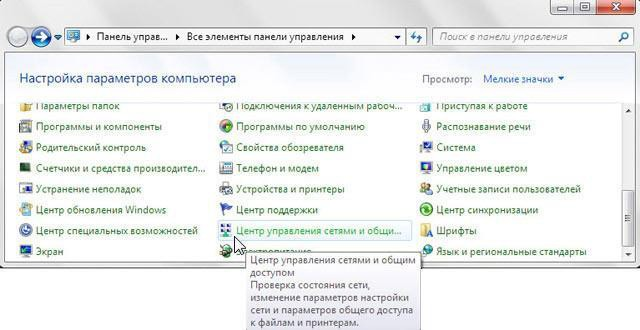 Панель управ... Все элементы панели управления Поиск в панели управления
Настройка параметров компьютера Просмотр: Мелкие значки
Параметры папок Подключения к удаленным рабоч... Приступая к работе
Программы и компоненты Программы по умолчанию Распознавание речи
Родительский контроль Свойства обозревателя Система
Счетчики и средства производител... Телефон и модем Управление цветом
Устранение неполадок Устройства и принтеры Учетные записи пользователей
Центр обновления Windows Центр поддержки Центр синхронизации
Центр специальных возможностей Центр управления сетями и общи... Шрифты
Экран Электропитание Язык и региональные стандарты
Центр управления сетями и общим
доступом
Проверка состояния сети,
изменение параметров настройки
сети и параметров общего доступа
к файлам и принтерам.